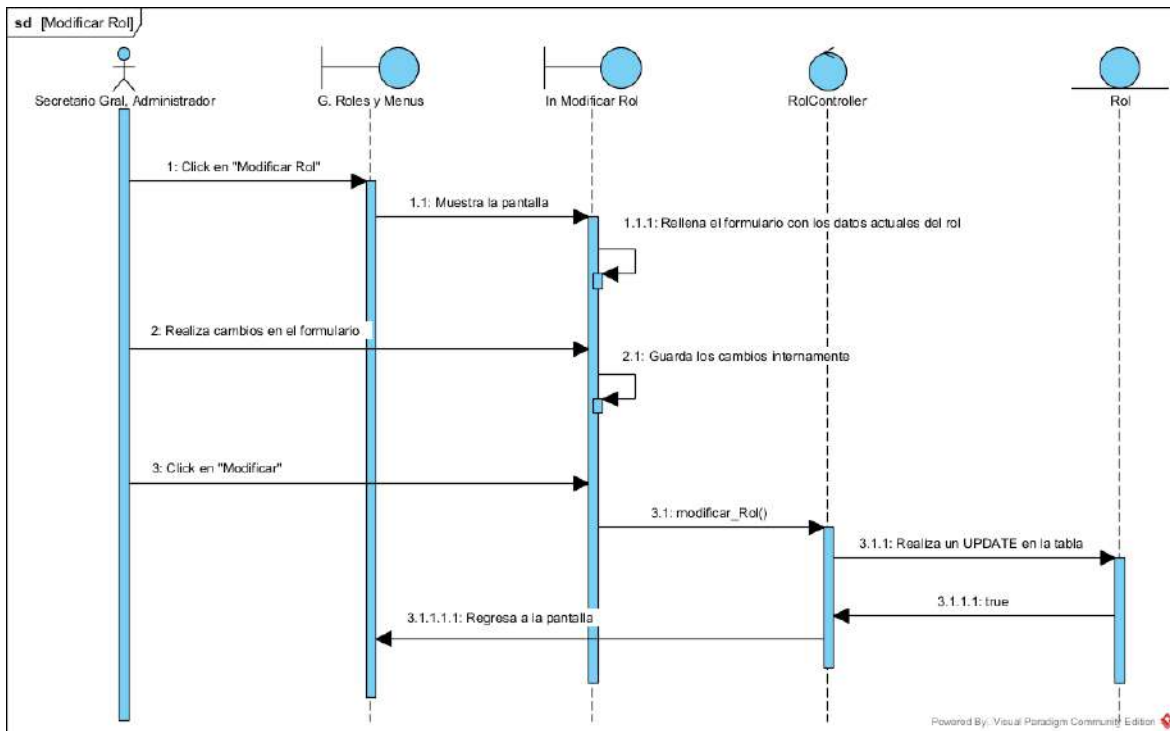 sd [Modificar Rol]
Secretario Gral, Administrador
G. Roles y Menus
In Modificar Rol
RolController
Rol
1: Click en "Modificar Rol"
1.1: Muestra la pantalla
1.1.1: Rellena el formulario con los datos actuales del rol
2: Realiza cambios en el formulario
2.1: Guarda los cambios internamente
3: Click en "Modificar"
3.1: modificar_Rol()
3.1.1: Realiza un UPDATE en la tabla
3.1.1.1: true
3.1.1.1.1: Regresa a la pantalla
Powered By: Visual Paradigm Community Edition